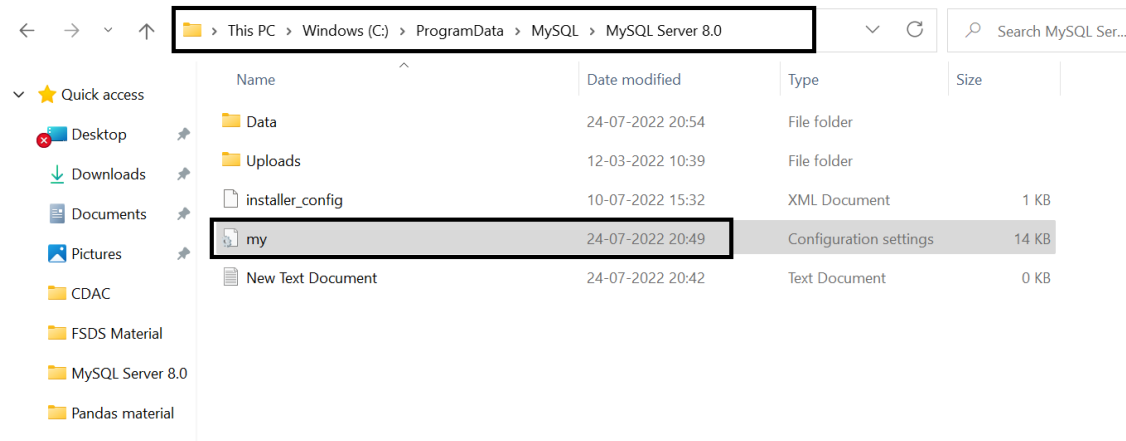 This PC > Windows (C:) > ProgramData > MySQL > MySQL Server 8.0
Search MySQL Ser...
Name Date modified Type Size
Quick access
Desktop
Downloads
Documents
Pictures
CDAC
FSDS Material
MySQL Server 8.0
Pandas material
Data 24-07-2022 20:54 File folder
Uploads 12-03-2022 10:39 File folder
installer_config 10-07-2022 15:32 XML Document 1 KB
my 24-07-2022 20:49 Configuration settings 14 KB
New Text Document 24-07-2022 20:42 Text Document 0 KB